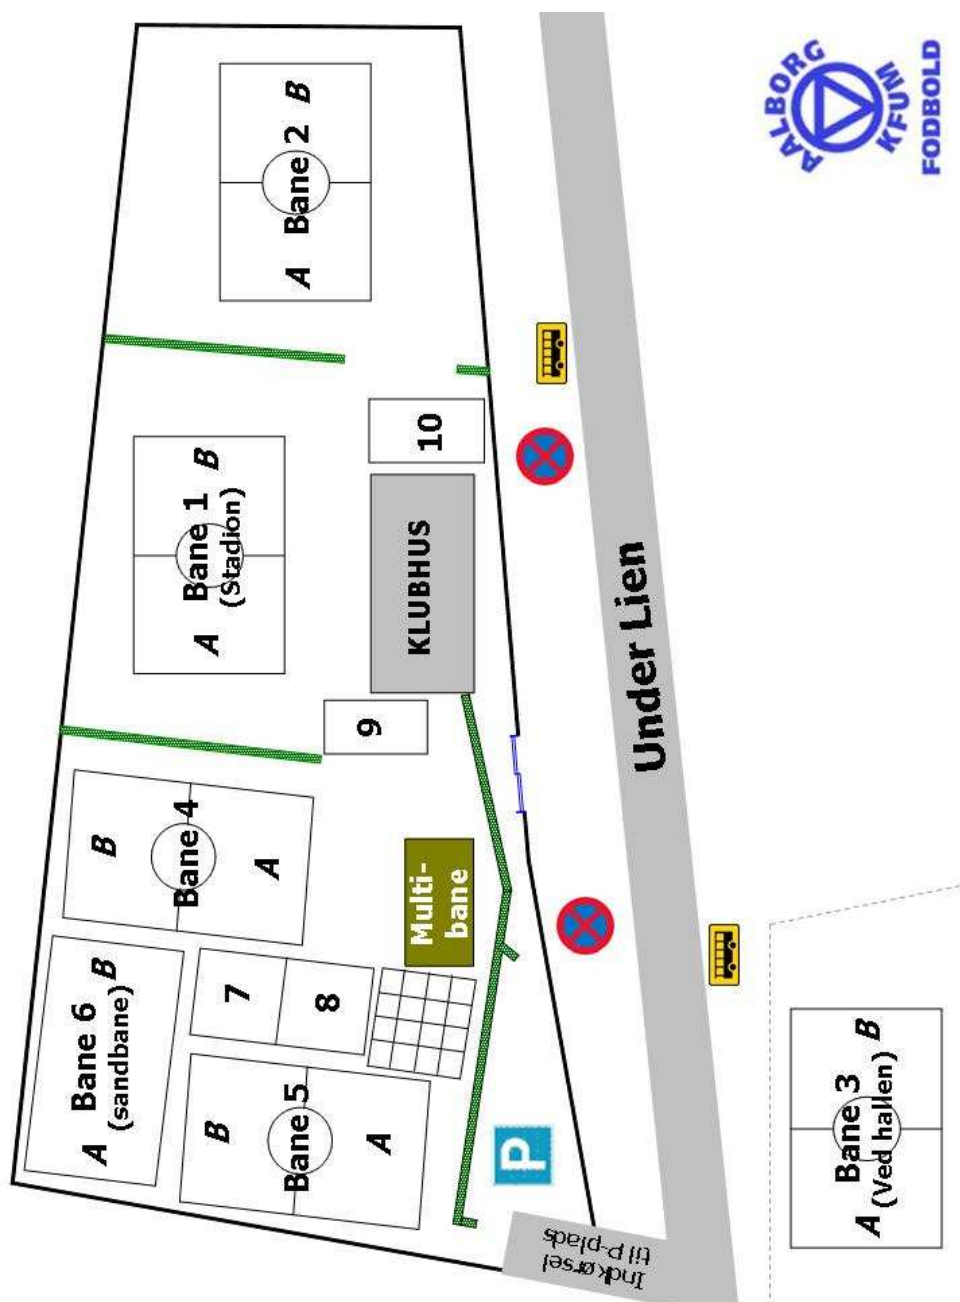 AALBORG
KFUM
FODBOLD
A Bane 2 B
10
A Bane 1 B
(Stadion)
KLUBHUS
9
B
Bane 4
A
Multi-
bane
7
8
Bane 6
A (sandbane) B
B
Bane 5
A
P
Under Lien
Indkørsel
til P-plads
Bane 3
A (Ved hallen) B